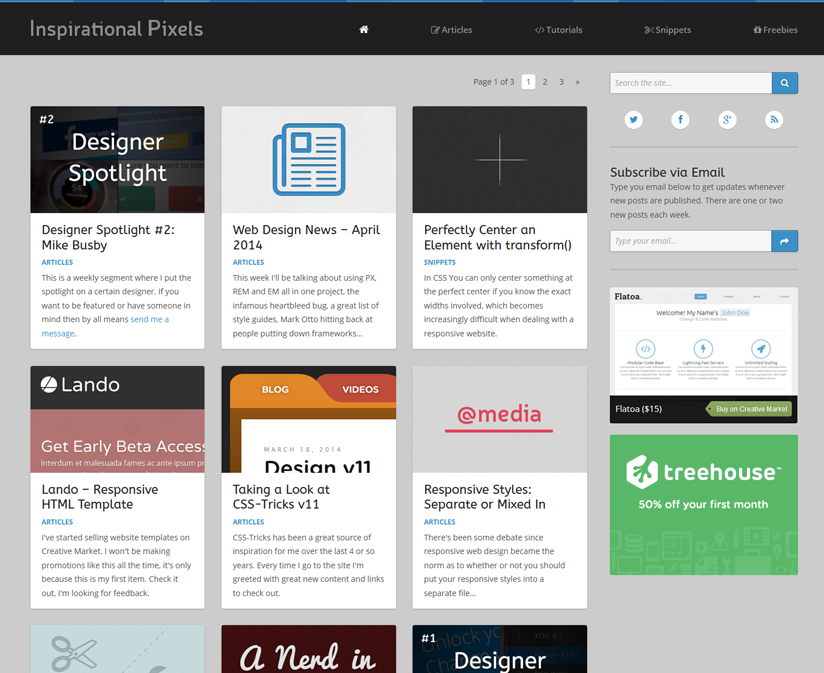 Inspirational Pixels
Articles
Tutorials
Snippets
Freebies
Page 1 of 3 1 2 3 »
Search the site...
#2
Designer
Spotlight
Designer Spotlight #2:
Mike Busby
ARTICLES
This is a weekly segment where I put the
spotlight on a certain designer. If you
want to be featured or have someone in
mind then by all means send me a
message.
Web Design News – April
2014
ARTICLES
This week I'll be talking about using PX,
REM and EM all in one project, the
infamous heartbleed bug, a great list of
style guides, Mark Otto hitting back at
people putting down frameworks...
Perfectly Center an
Element with transform()
SNIPPETS
In CSS You can only center something at
the perfect center if you know the exact
widths involved, which becomes
increasingly difficult when dealing with a
responsive website.
Subscribe via Email
Type you email below to get updates whenever
new posts are published. There are one or two
new posts each week.
Type your email...
Flatoa.
Welcome! My Name's John Doe
Modular Code Base
Lightning Fast Servers
Unlimited Scaling
Flatoa ($15)
Buy on Creative Market
treehouse™
50% off your first month
Lando
Get Early Beta Access
Interdum et malesuada fames ac ante ipsum pr
Lando – Responsive
HTML Template
ARTICLES
I've started selling website templates on
Creative Market. I won't be making
promotions like this all the time, it's only
because this is my first item. Check it
out, I'm looking for feedback.
BLOG
VIDEOS
MARCH 18, 2014
Design v11
Taking a Look at
CSS-Tricks v11
ARTICLES
CSS-Tricks has been a great source of
inspiration for me over the last 4 or so
years. Every time I go to the site I'm
greeted with great new content and links
to check out.
@media
Responsive Styles:
Separate or Mixed In
ARTICLES
There's been some debate since
responsive web design became the
norm as to whether or not you should
put your responsive styles into a
separate file...
A Nerd in
#1
Designer